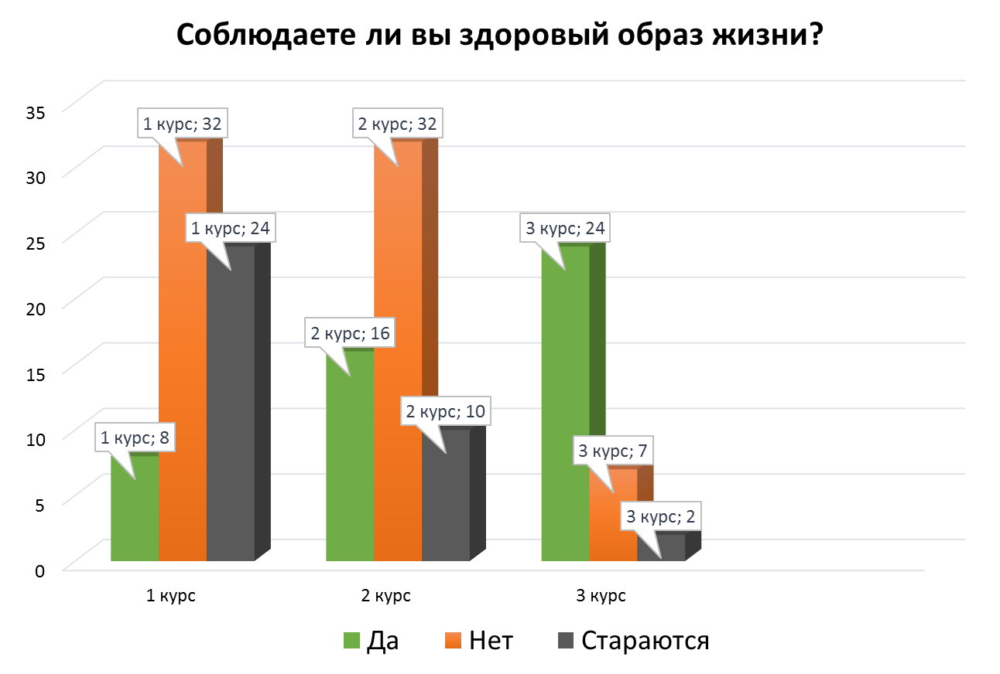 Соблюдаете ли вы здоровый образ жизни?
35
30
25
20
15
10
5
0
1 курс; 32
2 курс; 32
1 курс; 24
3 курс; 24
2 курс; 16
2 курс; 10
1 курс; 8
3 курс; 7
3 курс; 2
1 курс
2 курс
3 курс
Да
Нет
Стараются